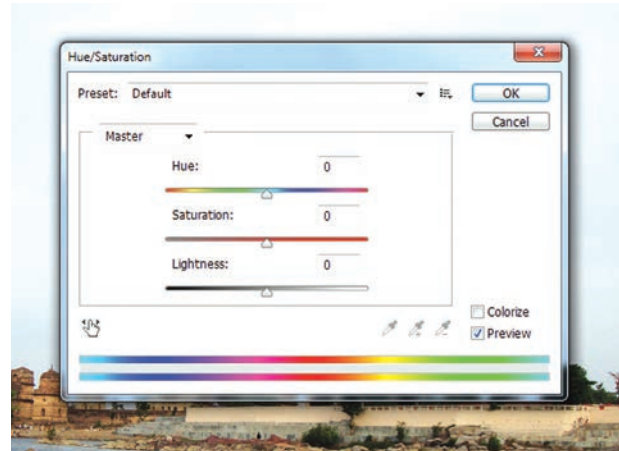 Hue/Saturation
Preset: Default
OK
Cancel
Master
Hue: 0
Saturation: 0
Lightness: 0
Colorize
Preview